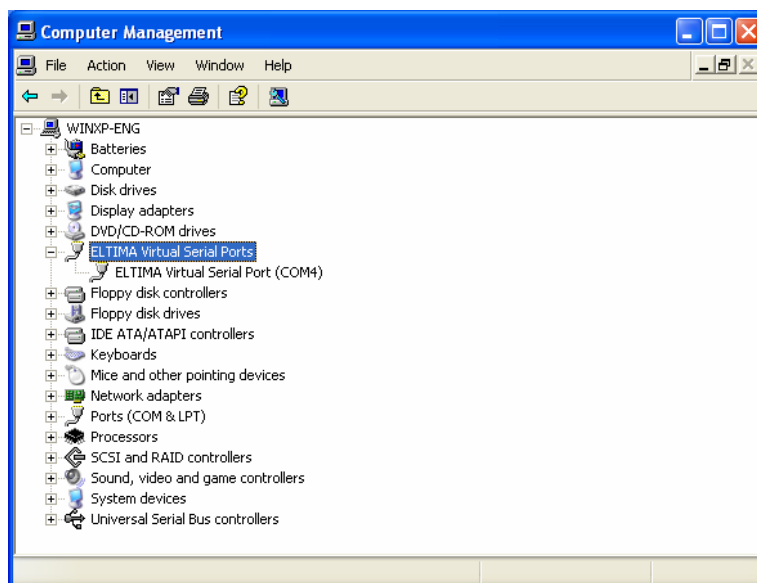 Computer Management
File Action View Window Help
WINXP-ENG
Batteries
Computer
Disk drives
Display adapters
DVD/CD-ROM drives
ELTIMA Virtual Serial Ports
ELTIMA Virtual Serial Port (COM4)
Floppy disk controllers
Floppy disk drives
IDE ATA/ATAPI controllers
Keyboards
Mice and other pointing devices
Network adapters
Ports (COM & LPT)
Processors
SCSI and RAID controllers
Sound, video and game controllers
System devices
Universal Serial Bus controllers